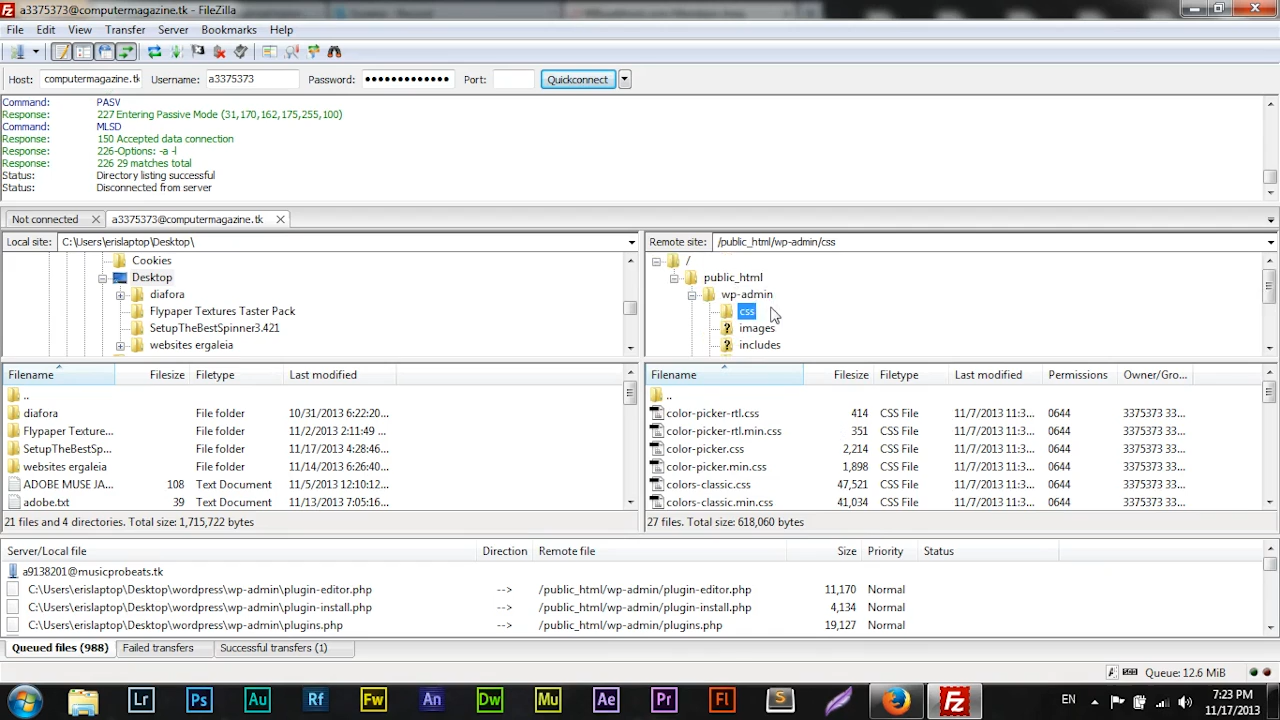 a3375373@computermagazine.tk - FileZilla
File Edit View Transfer Server Bookmarks Help
Host: computermagazine.tk Username: a3375373 Password: ••••••••••••• Port: Quickconnect
Command: PASV
Response: 227 Entering Passive Mode (31,170,162,175,255,100)
Command: MLSD
Response: 150 Accepted data connection
Response: 226-Options: -a -l
Response: 226 29 matches total
Status: Directory listing successful
Status: Disconnected from server
Not connected a3375373@computermagazine.tk
Local site: C:\Users\erislaptop\Desktop\
Cookies
Desktop
diafora
Flypaper Textures Taster Pack
SetupTheBestSpinner3.421
websites ergaleia
Remote site: /public_html/wp-admin/css
/
public_html
wp-admin
css
images
includes
Filename Filesize Filetype Last modified
..
diafora File folder 10/31/2013 6:22:20...
Flypaper Texture... File folder 11/2/2013 2:11:49 ...
SetupTheBestSp... File folder 11/17/2013 4:28:46...
websites ergaleia File folder 11/14/2013 6:26:40...
ADOBE MUSE JA... 108 Text Document 11/5/2013 12:10:12...
adobe.txt 39 Text Document 11/13/2013 7:05:16...
21 files and 4 directories. Total size: 1,715,722 bytes
Filename Filesize Filetype Last modified Permissions Owner/Gro...
..
color-picker-rtl.css 414 CSS File 11/7/2013 11:3... 0644 3375373 33...
color-picker-rtl.min.css 351 CSS File 11/7/2013 11:3... 0644 3375373 33...
color-picker.css 2,214 CSS File 11/7/2013 11:3... 0644 3375373 33...
color-picker.min.css 1,898 CSS File 11/7/2013 11:3... 0644 3375373 33...
colors-classic.css 47,521 CSS File 11/7/2013 11:3... 0644 3375373 33...
colors-classic.min.css 41,034 CSS File 11/7/2013 11:3... 0644 3375373 33...
27 files. Total size: 618,060 bytes
Server/Local file Direction Remote file Size Priority Status
a9138201@musicprobeats.tk
C:\Users\erislaptop\Desktop\wordpress\wp-admin\plugin-editor.php --> /public_html/wp-admin/plugin-editor.php 11,170 Normal
C:\Users\erislaptop\Desktop\wordpress\wp-admin\plugin-install.php --> /public_html/wp-admin/plugin-install.php 4,134 Normal
C:\Users\erislaptop\Desktop\wordpress\wp-admin\plugins.php --> /public_html/wp-admin/plugins.php 19,127 Normal
Queued files (988) Failed transfers Successful transfers (1)
Queue: 12.6 MiB
Lr Ps Au Rf Fw An Dw Mu Ae Pr Fl S Fz EN 7:23 PM
11/17/2013